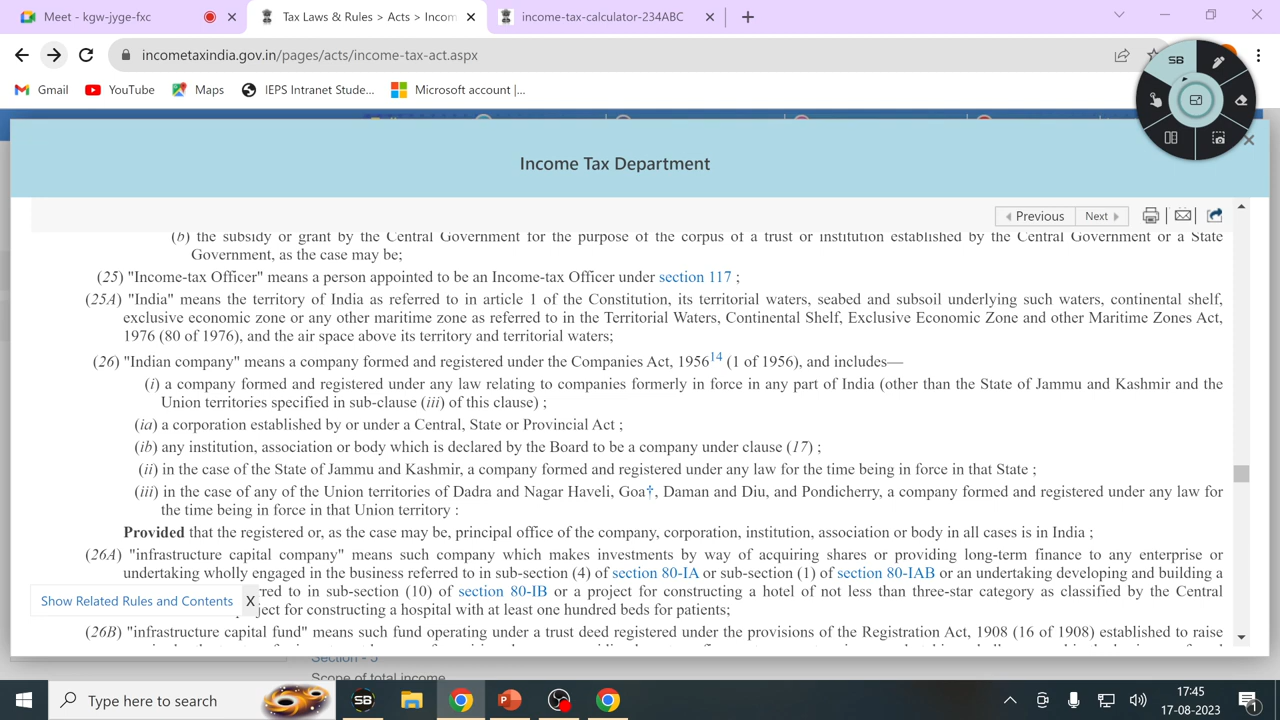 Meet - kgw-jyge-fxc
Tax Laws & Rules > Acts > Incom
income-tax-calculator-234ABC
incometaxindia.gov.in/pages/acts/income-tax-act.aspx
SB
Gmail
YouTube
Maps
IEPS Intranet Stude...
Microsoft account |...
Income Tax Department
Previous
Next
(b) the subsidy or grant by the Central Government for the purpose of the corpus of a trust or institution established by the Central Government or a State
Government, as the case may be;
(25) "Income-tax Officer" means a person appointed to be an Income-tax Officer under section 117 ;
(25A) "India" means the territory of India as referred to in article 1 of the Constitution, its territorial waters, seabed and subsoil underlying such waters, continental shelf,
exclusive economic zone or any other maritime zone as referred to in the Territorial Waters, Continental Shelf, Exclusive Economic Zone and other Maritime Zones Act,
1976 (80 of 1976), and the air space above its territory and territorial waters;
(26) "Indian company" means a company formed and registered under the Companies Act, 1956¹⁴ (1 of 1956), and includes—
(i) a company formed and registered under any law relating to companies formerly in force in any part of India (other than the State of Jammu and Kashmir and the
Union territories specified in sub-clause (iii) of this clause) ;
(ia) a corporation established by or under a Central, State or Provincial Act ;
(ib) any institution, association or body which is declared by the Board to be a company under clause (17) ;
(ii) in the case of the State of Jammu and Kashmir, a company formed and registered under any law for the time being in force in that State ;
(iii) in the case of any of the Union territories of Dadra and Nagar Haveli, Goa†, Daman and Diu, and Pondicherry, a company formed and registered under any law for
the time being in force in that Union territory :
Provided that the registered or, as the case may be, principal office of the company, corporation, institution, association or body in all cases is in India ;
(26A) "infrastructure capital company" means such company which makes investments by way of acquiring shares or providing long-term finance to any enterprise or
undertaking wholly engaged in the business referred to in sub-section (4) of section 80-IA or sub-section (1) of section 80-IAB or an undertaking developing and building a
rred to in sub-section (10) of section 80-IB or a project for constructing a hotel of not less than three-star category as classified by the Central
Show Related Rules and Contents X
ject for constructing a hospital with at least one hundred beds for patients;
(26B) "infrastructure capital fund" means such fund operating under a trust deed registered under the provisions of the Registration Act, 1908 (16 of 1908) established to raise
Section - 5
Scope of total income
Type here to search
SB
17:45
17-08-2023
1